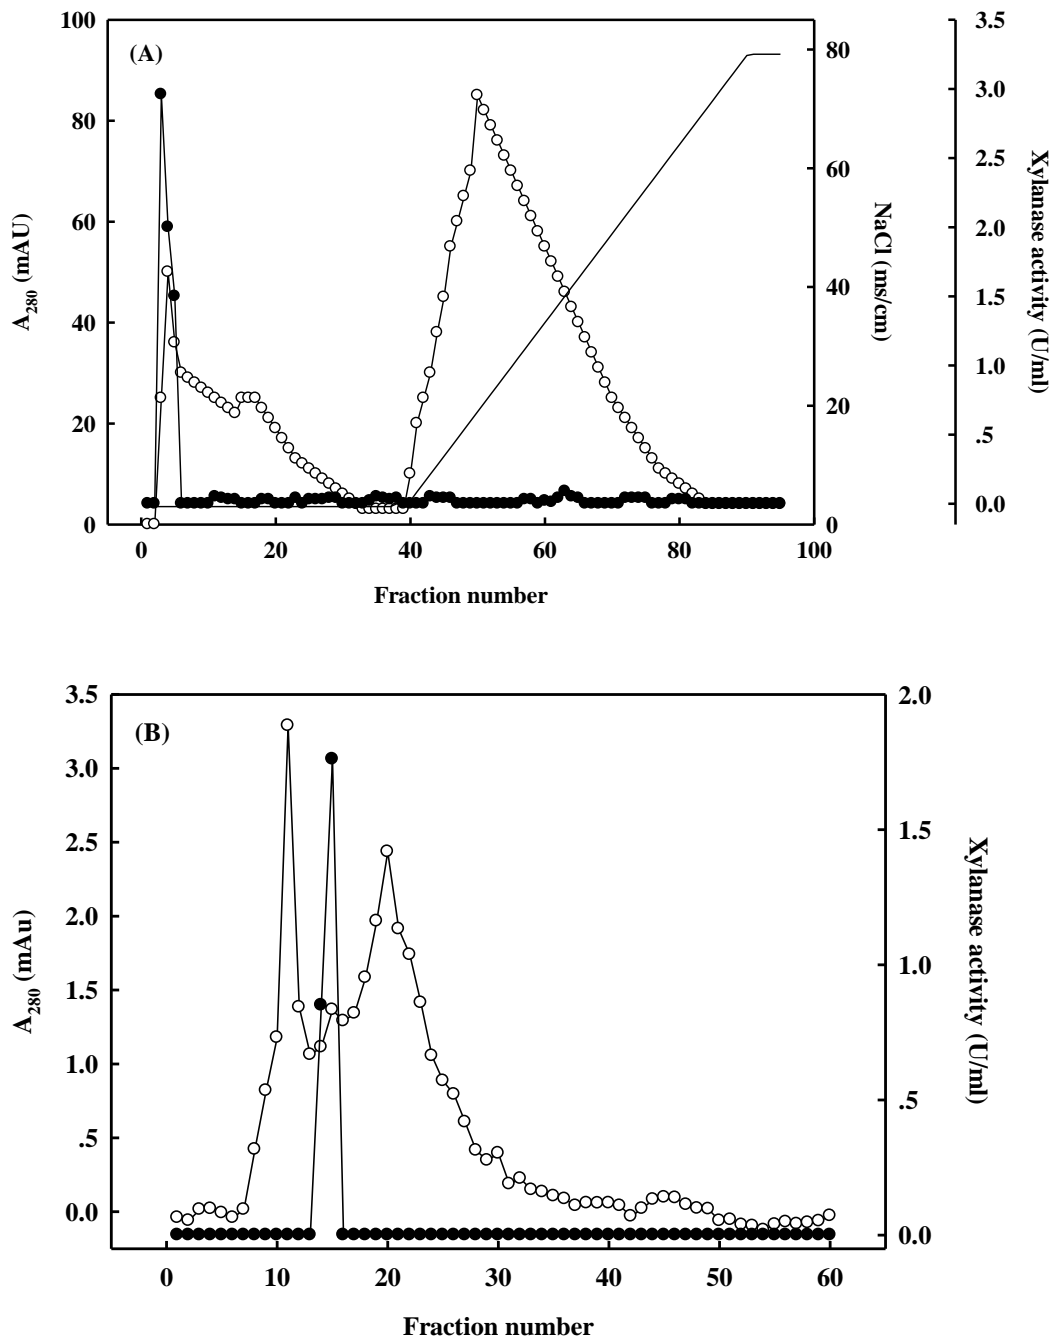 (A)
A280 (mAU)
100
80
60
40
20
0
0 20 40 60 80 100
Fraction number
80
60
40
20
0
NaCl (ms/cm)
3.5
3.0
2.5
2.0
1.5
1.0
.5
0.0
Xylanase activity (U/ml)
(B)
A280 (mAu)
3.5
3.0
2.5
2.0
1.5
1.0
.5
0.0
0 10 20 30 40 50 60
Fraction number
2.0
1.5
1.0
.5
0.0
Xylanase activity (U/ml)